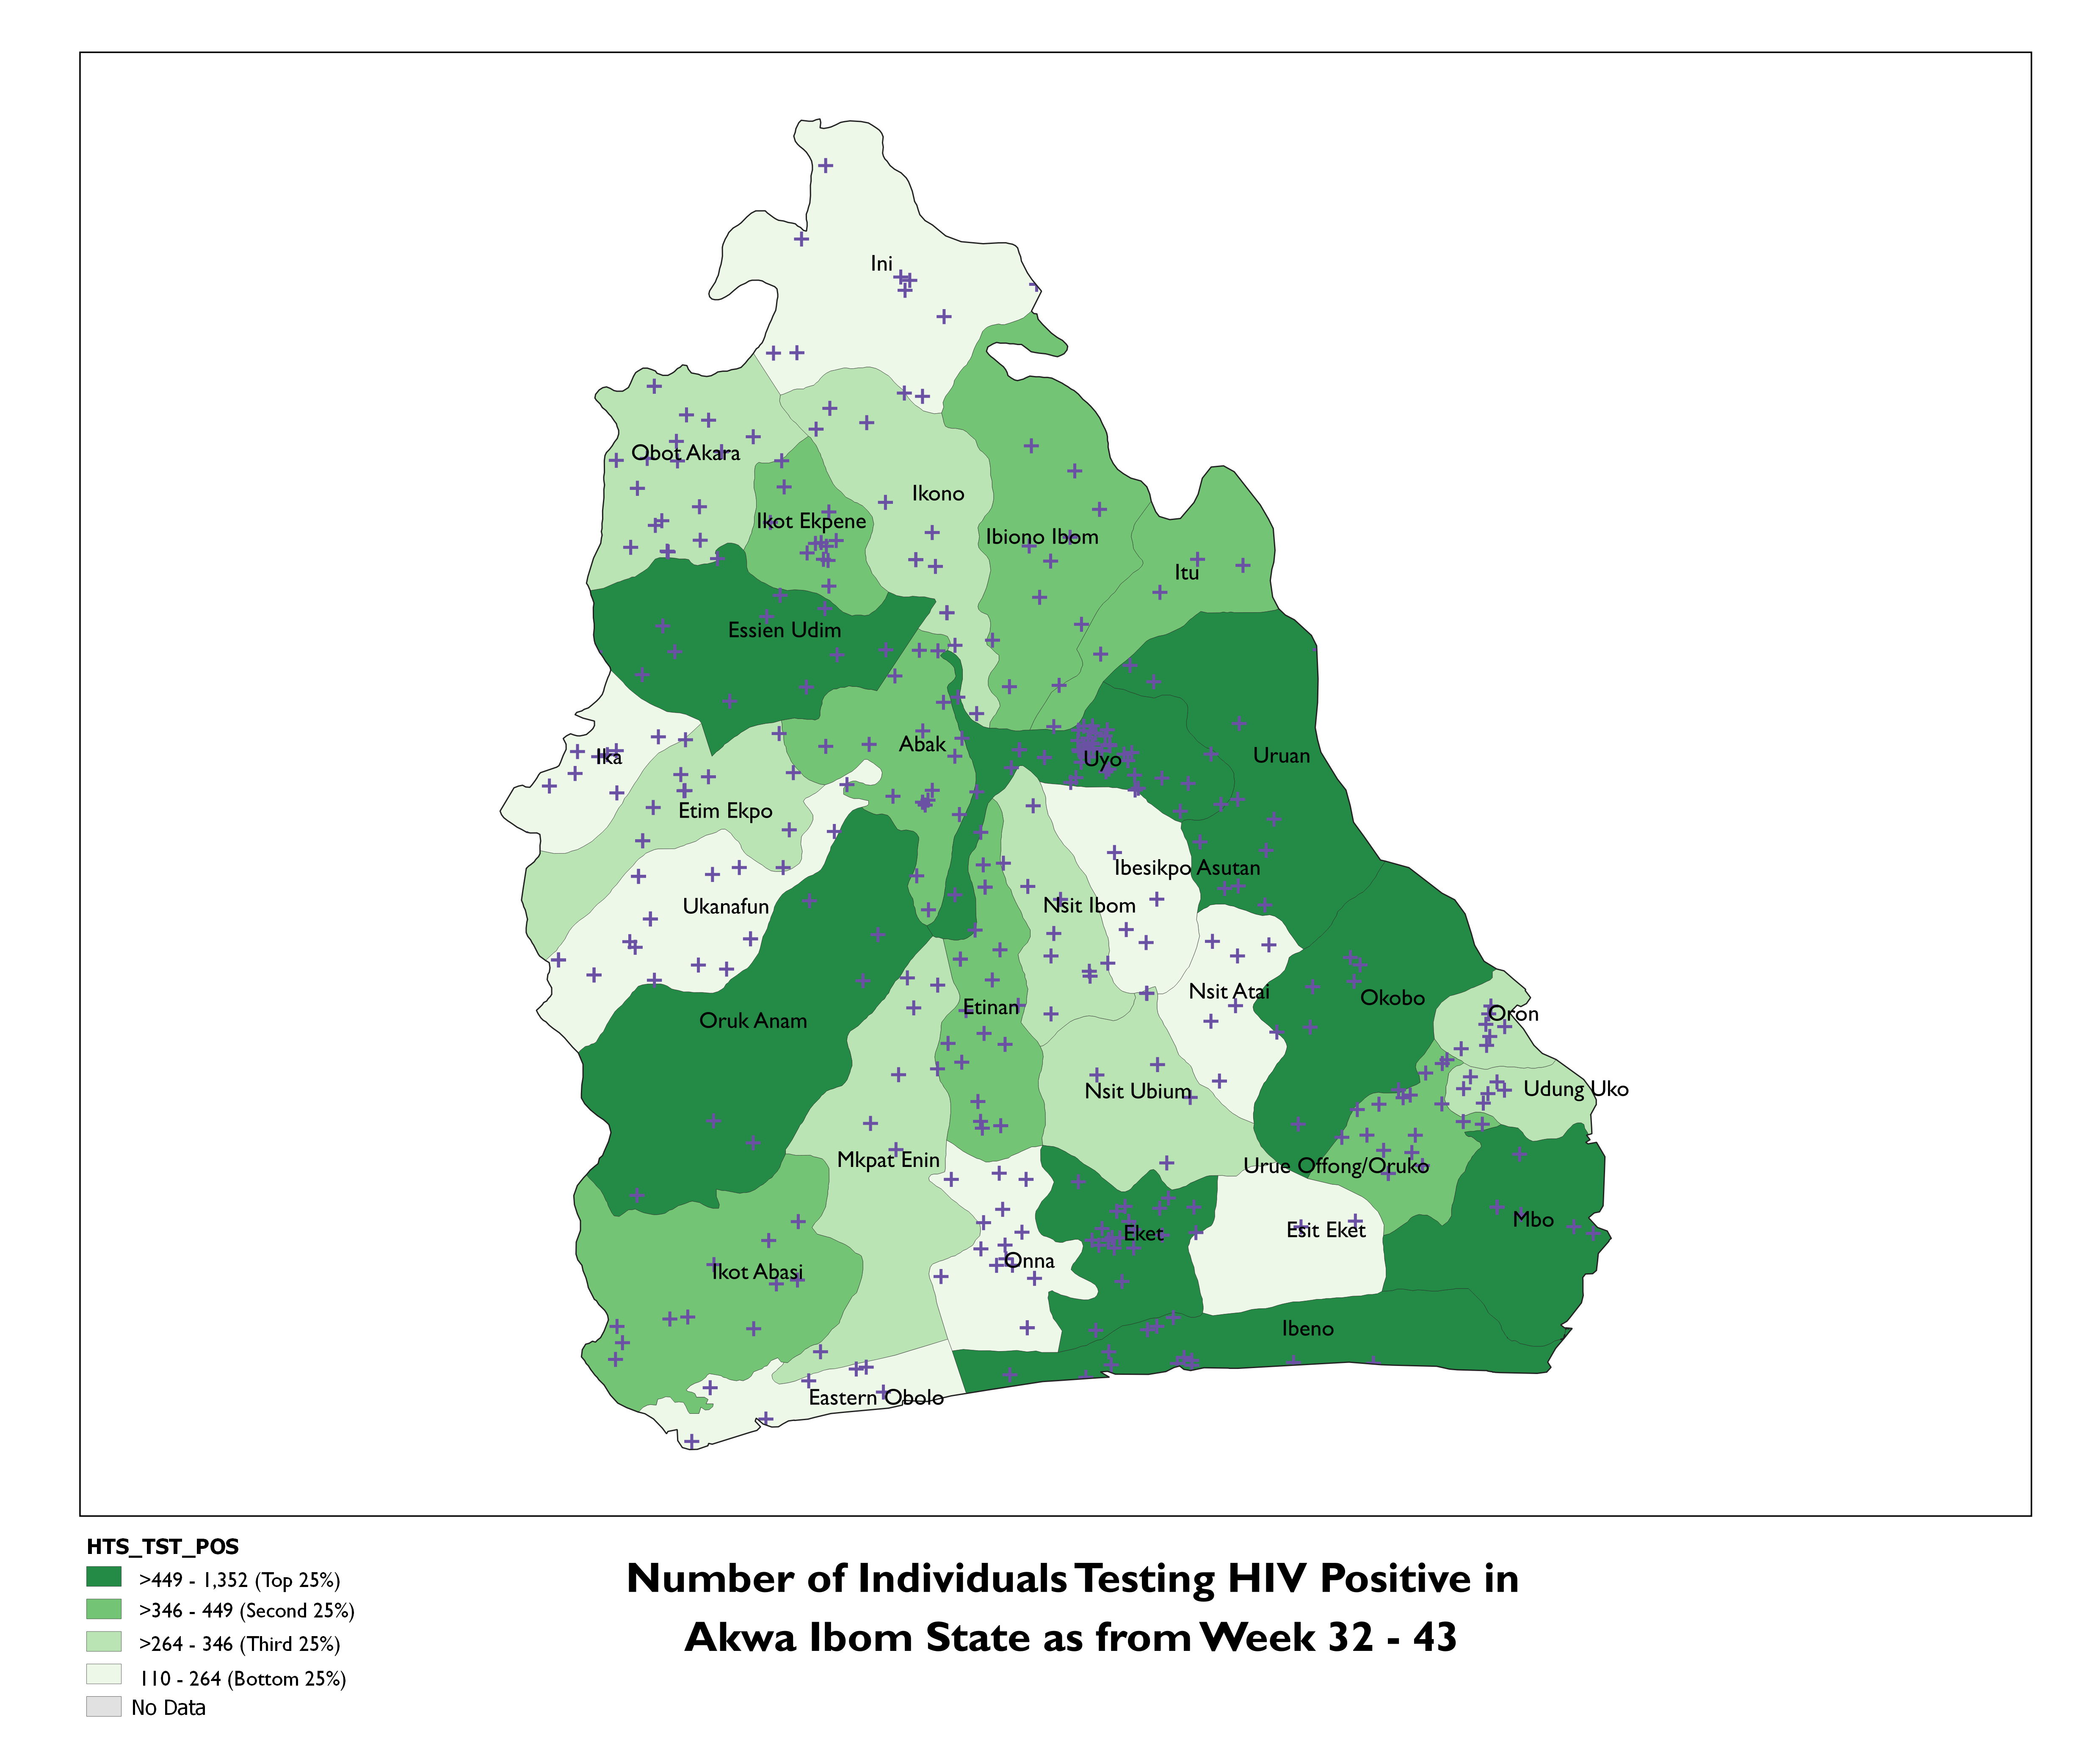 Ini
Obot Akara
Ikono
Ikot Ekpene
Ibiono Ibom
Itu
Essien Udim
Abak
Ika
Uyo
Uruan
Etim Ekpo
Ibesikpo Asutan
Ukanafun
Nsit Ibom
Nsit Atai
Okobo
Etinan
Oron
Oruk Anam
Nsit Ubium
Udung Uko
Mkpat Enin
Urue Offong/Oruko
Mbo
Eket
Esit Eket
Onna
Ikot Abasi
Ibeno
Eastern Obolo
HTS_TST_POS
>449 - 1,352 (Top 25%)
>346 - 449 (Second 25%)
>264 - 346 (Third 25%)
110 - 264 (Bottom 25%)
No Data
Number of Individuals Testing HIV Positive in
Akwa Ibom State as from Week 32 - 43